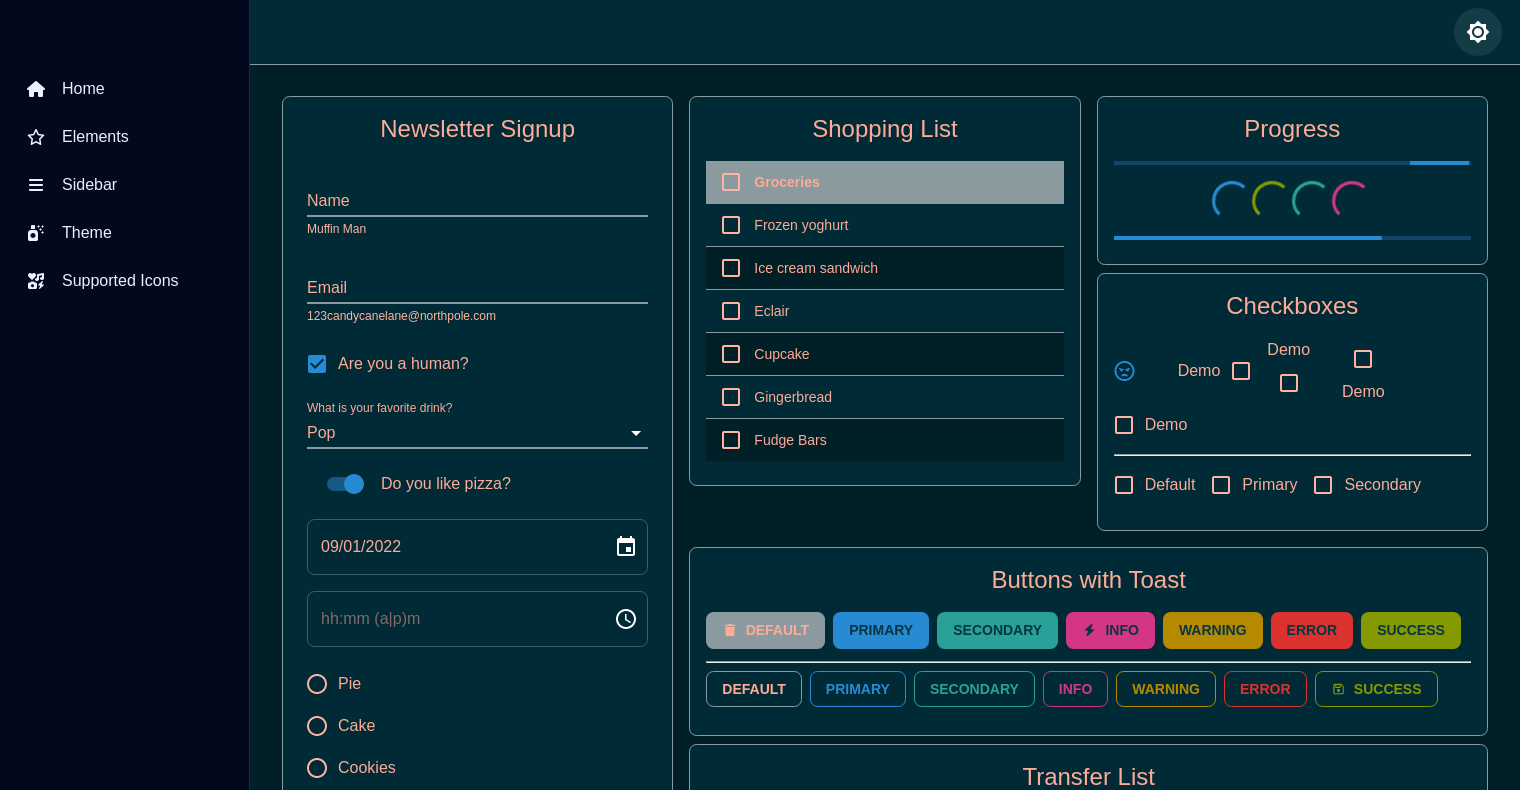 Home
Elements
Sidebar
Theme
Supported Icons
Newsletter Signup
Name
Muffin Man
Email
123candycanelane@northpole.com
Are you a human?
What is your favorite drink?
Pop
Do you like pizza?
09/01/2022
hh:mm (a|p)m
Pie
Cake
Cookies
Shopping List
Groceries
Frozen yoghurt
Ice cream sandwich
Eclair
Cupcake
Gingerbread
Fudge Bars
Progress
Checkboxes
Demo
Demo
Demo
Demo
Default Primary Secondary
Buttons with Toast
DEFAULT PRIMARY SECONDARY INFO WARNING ERROR SUCCESS
DEFAULT PRIMARY SECONDARY INFO WARNING ERROR SUCCESS
Transfer List